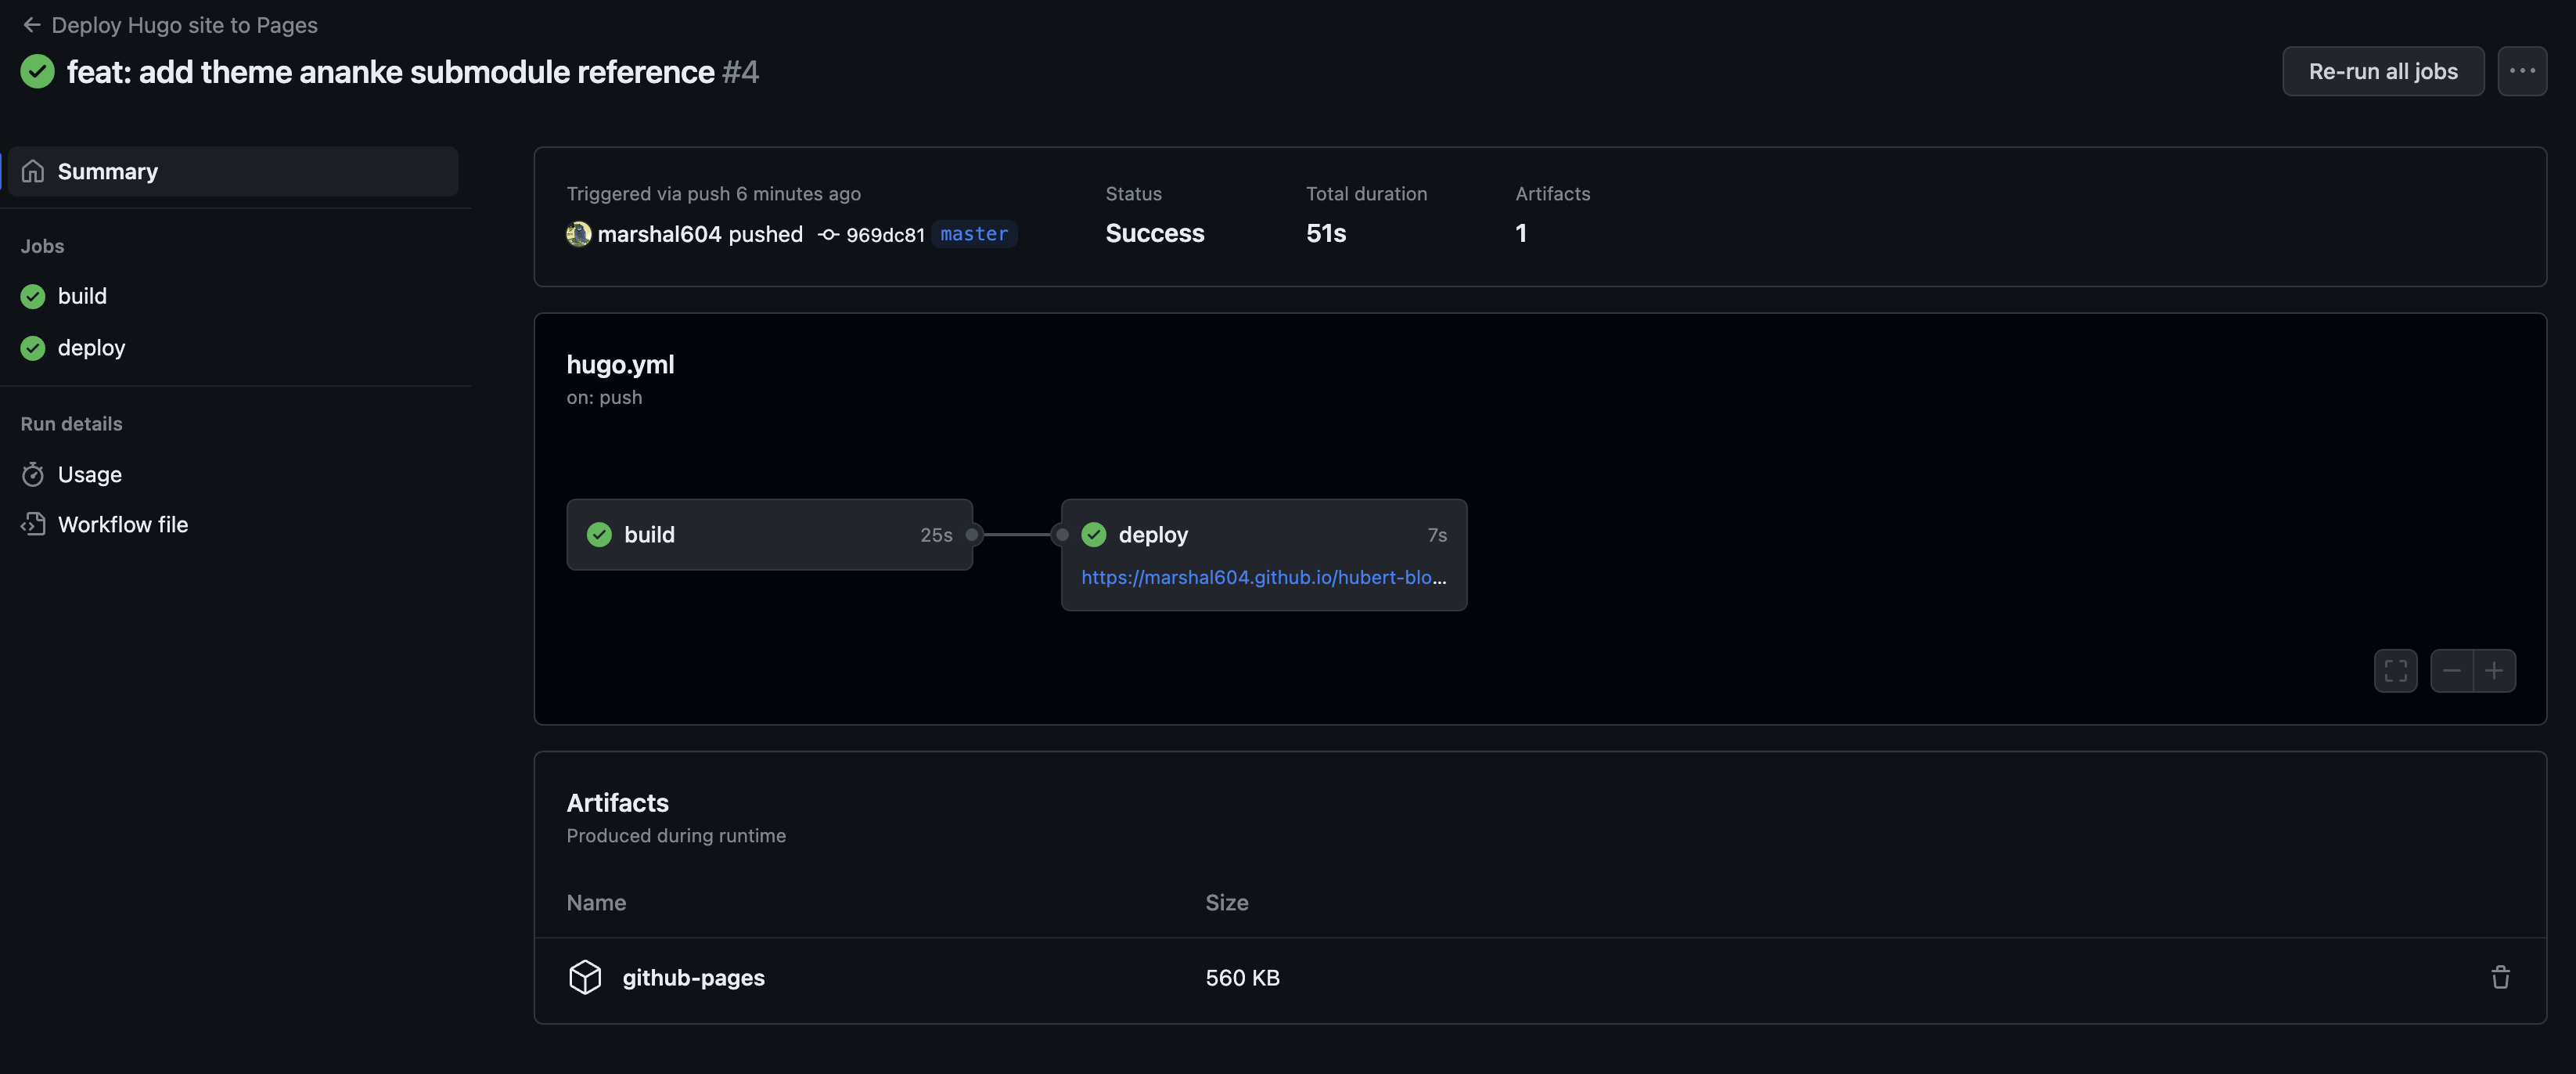 Deploy Hugo site to Pages
feat: add theme ananke submodule reference #4
Re-run all jobs
Summary
Jobs
build
deploy
Run details
Usage
Workflow file
Triggered via push 6 minutes ago
marshal604 pushed 969dc81 master
Status
Success
Total duration
51s
Artifacts
1
hugo.yml
on: push
build 25s
deploy 7s
https://marshal604.github.io/hubert-blo...
Artifacts
Produced during runtime
Name Size
github-pages 560 KB